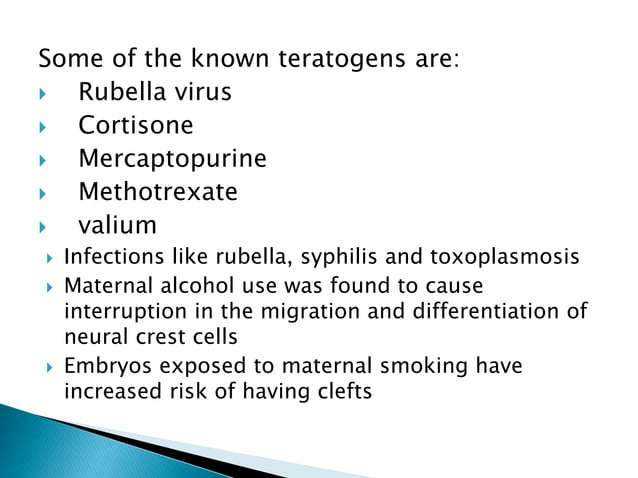 Some of the known teratogens are:
Rubella virus
Cortisone
Mercaptopurine
Methotrexate
valium
Infections like rubella, syphilis and toxoplasmosis
Maternal alcohol use was found to cause
interruption in the migration and differentiation of
neural crest cells
Embryos exposed to maternal smoking have
increased risk of having clefts